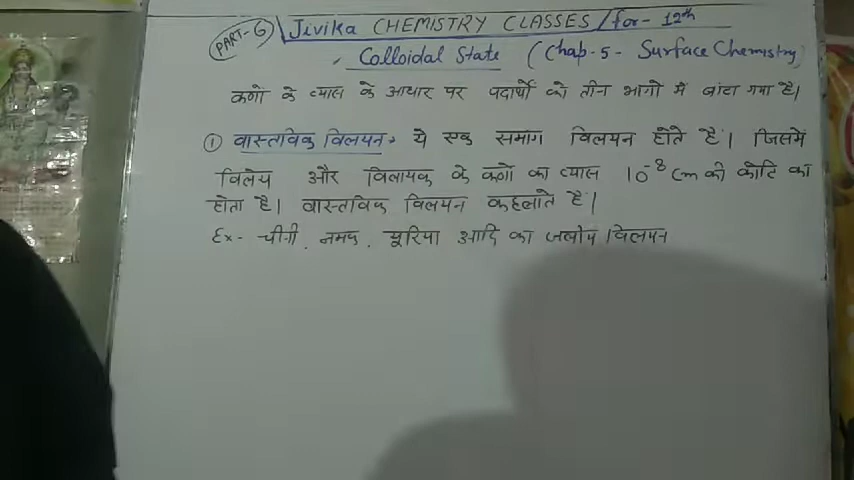 PART-6 Jivika CHEMISTRY CLASSES / for - 12th
Colloidal State (Chap-5- Surface Chemistry)
कणों के व्यास के आधार पर पदार्थों को तीन भागों में बांटा गया है।
① वास्तविक विलयन → ये एक समांग विलयन होते हैं। जिसमें
विलेय और विलायक के कणों का व्यास 10⁻⁸ cm की कोटि का
होता है। वास्तविक विलयन कहलाते हैं।
Ex- चीनी, नमक, यूरिया आदि का जलीय विलयन